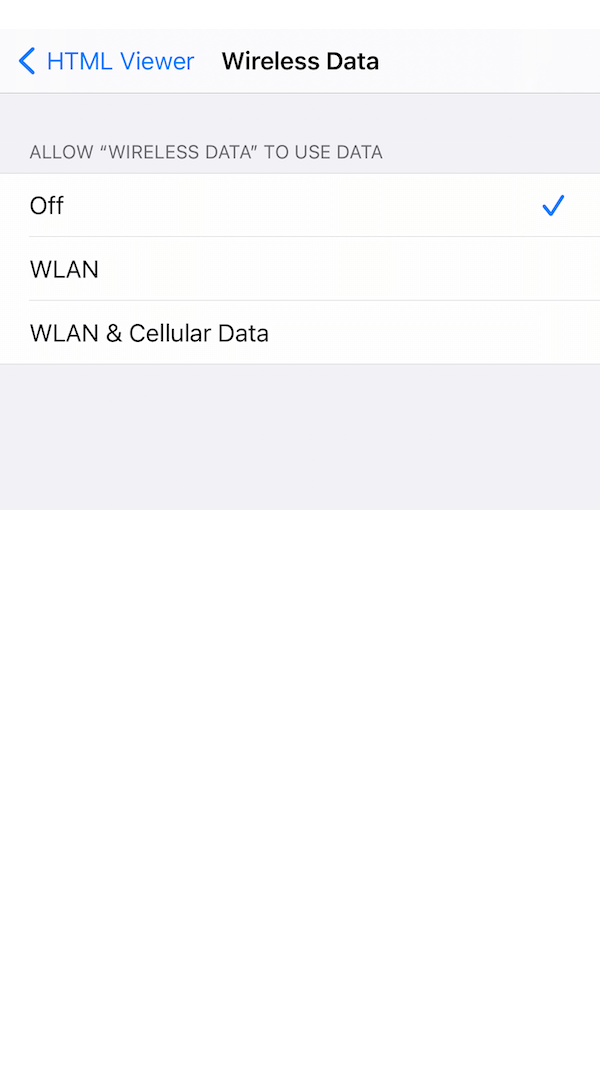 HTML Viewer Wireless Data
ALLOW “WIRELESS DATA” TO USE DATA
Off
WLAN
WLAN & Cellular Data